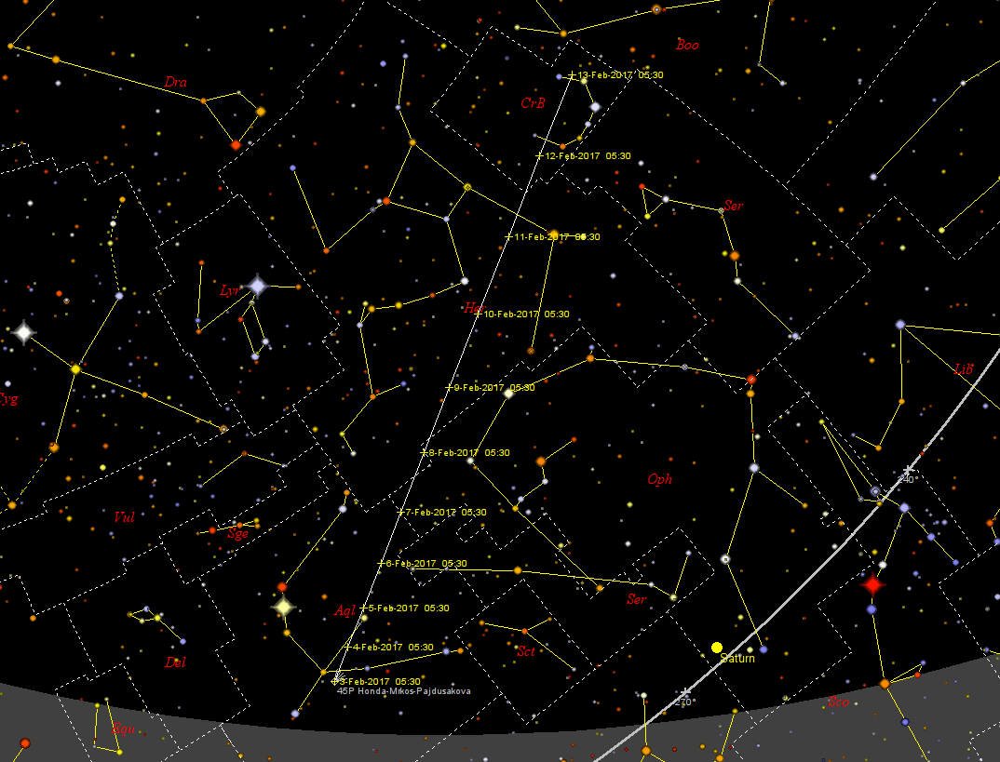 Boo
13-Feb-2017 05:30
Dra
CrB
12-Feb-2017 05:30
Ser
11-Feb-2017 05:30
Lyr
Her
10-Feb-2017 05:30
Lib
9-Feb-2017 05:30
Cyg
8-Feb-2017 05:30
Oph
240°
7-Feb-2017 05:30
Vul
Sge
6-Feb-2017 05:30
Ser
5-Feb-2017 05:30
Aql
4-Feb-2017 05:30
Sct
Del
Saturn
3-Feb-2017 05:30
45P Honda-Mrkos-Pajdusakova
270°
Sco
Equ